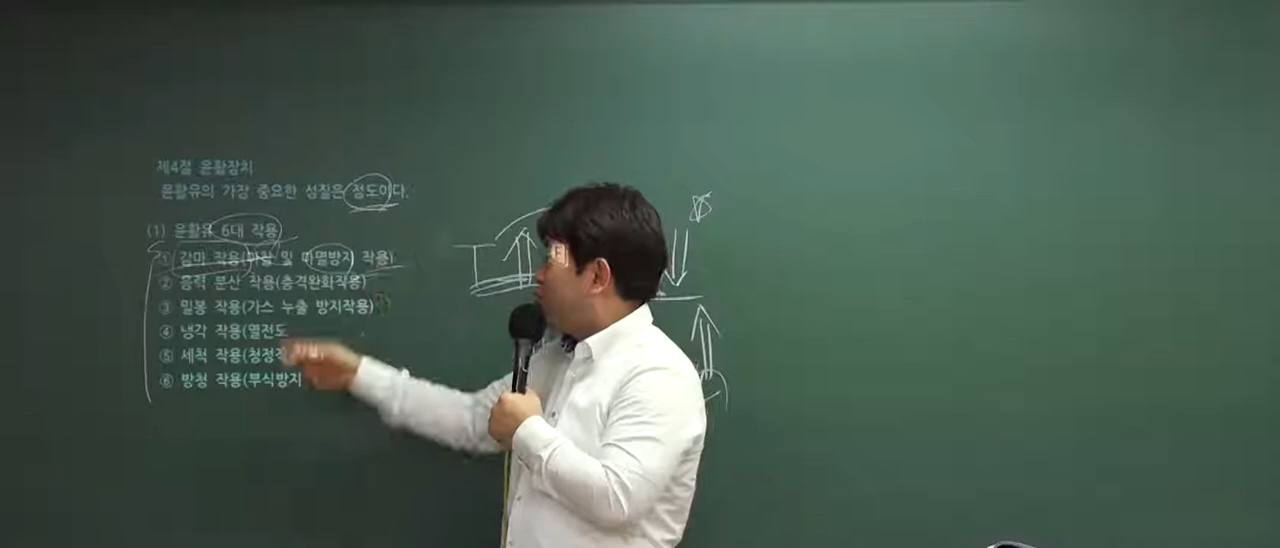 제4절 윤활장치
윤활유의 가장 중요한 성질은 점도이다.
(1) 윤활유 6대 작용
① 감마 작용(마찰 및 마멸방지 작용)
② 응력 분산 작용(충격완화작용)
③ 밀봉 작용(가스 누출 방지작용)
④ 냉각 작용(열전도
⑤ 세척 작용(청정
⑥ 방청 작용(부식방지